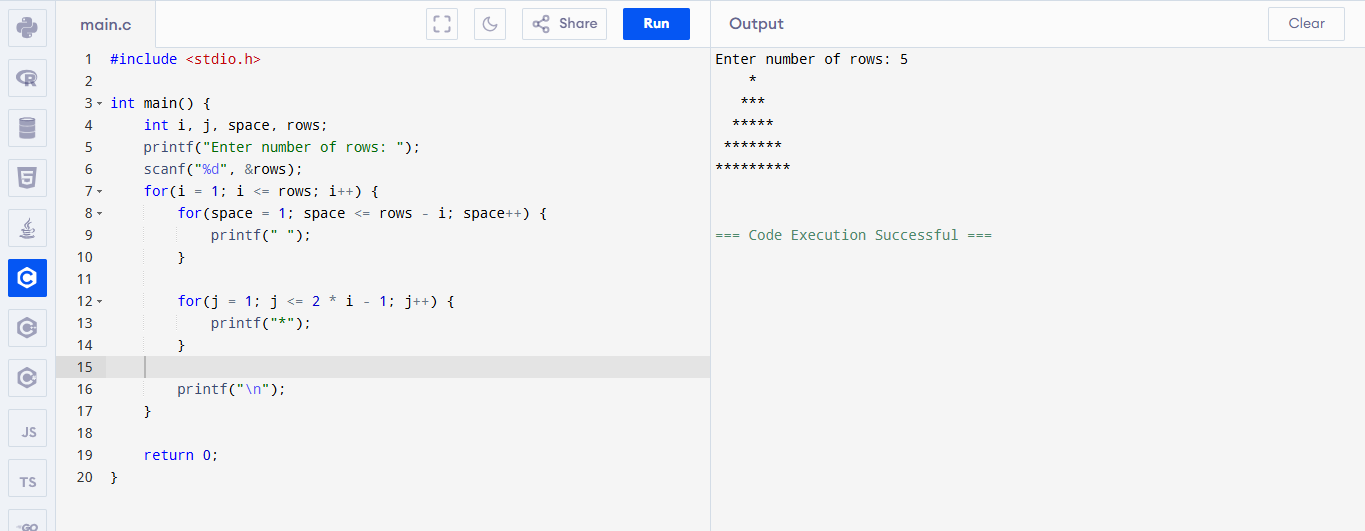 main.c
Share
Run
Output
Clear
1 #include <stdio.h>
2
3 int main() {
4     int i, j, space, rows;
5     printf("Enter number of rows: ");
6     scanf("%d", &rows);
7     for(i = 1; i <= rows; i++) {
8         for(space = 1; space <= rows - i; space++) {
9             printf(" ");
10         }
11
12         for(j = 1; j <= 2 * i - 1; j++) {
13             printf("*");
14         }
15
16         printf("\n");
17     }
18
19     return 0;
20 }
Enter number of rows: 5
    *
   ***
  *****
 *******
*********
=== Code Execution Successful ===
R
5
C
C
C
JS
TS
GO